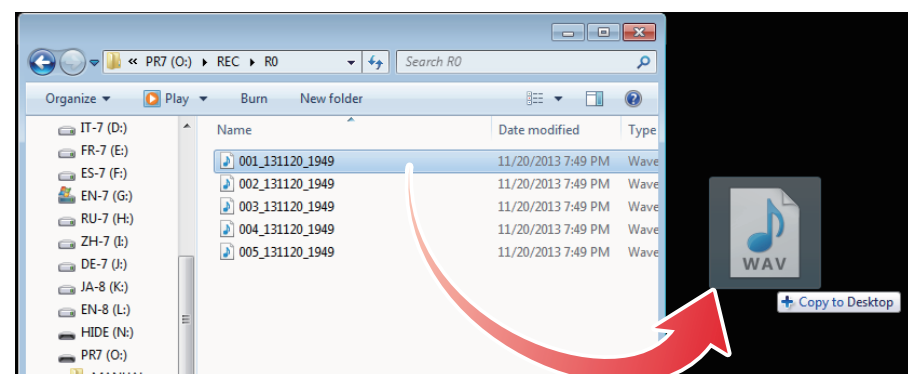 « PR7 (O:) ▸ REC ▸ R0 Search R0
Organize Play Burn New folder
IT-7 (D:) Name Date modified Type
FR-7 (E:)
001_131120_1949 11/20/2013 7:49 PM Wave
ES-7 (F:)
002_131120_1949 11/20/2013 7:49 PM Wave
EN-7 (G:)
003_131120_1949 11/20/2013 7:49 PM Wave
RU-7 (H:)
004_131120_1949 11/20/2013 7:49 PM Wave
ZH-7 (I:)
005_131120_1949 11/20/2013 7:49 PM Wave
DE-7 (J:)
WAV
JA-8 (K:)
Copy to Desktop
EN-8 (L:)
HIDE (N:)
PR7 (O:)